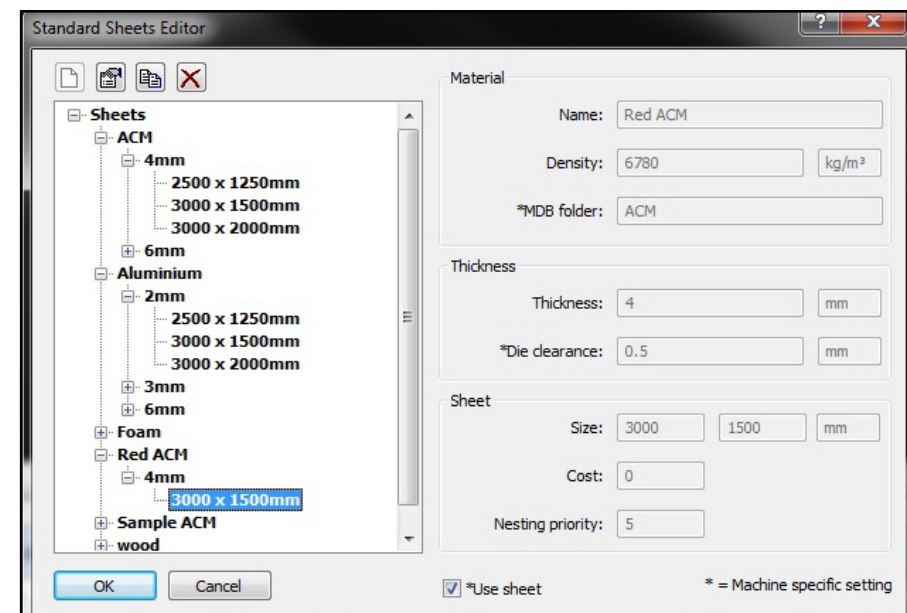 Standard Sheets Editor
Sheets
ACM
4mm
2500 x 1250mm
3000 x 1500mm
3000 x 2000mm
6mm
Aluminium
2mm
2500 x 1250mm
3000 x 1500mm
3000 x 2000mm
3mm
6mm
Foam
Red ACM
4mm
3000 x 1500mm
Sample ACM
wood
Material
Name: Red ACM
Density: 6780 kg/m³
*MDB folder: ACM
Thickness
Thickness: 4 mm
*Die clearance: 0.5 mm
Sheet
Size: 3000 1500 mm
Cost: 0
Nesting priority: 5
OK Cancel *Use sheet * = Machine specific setting